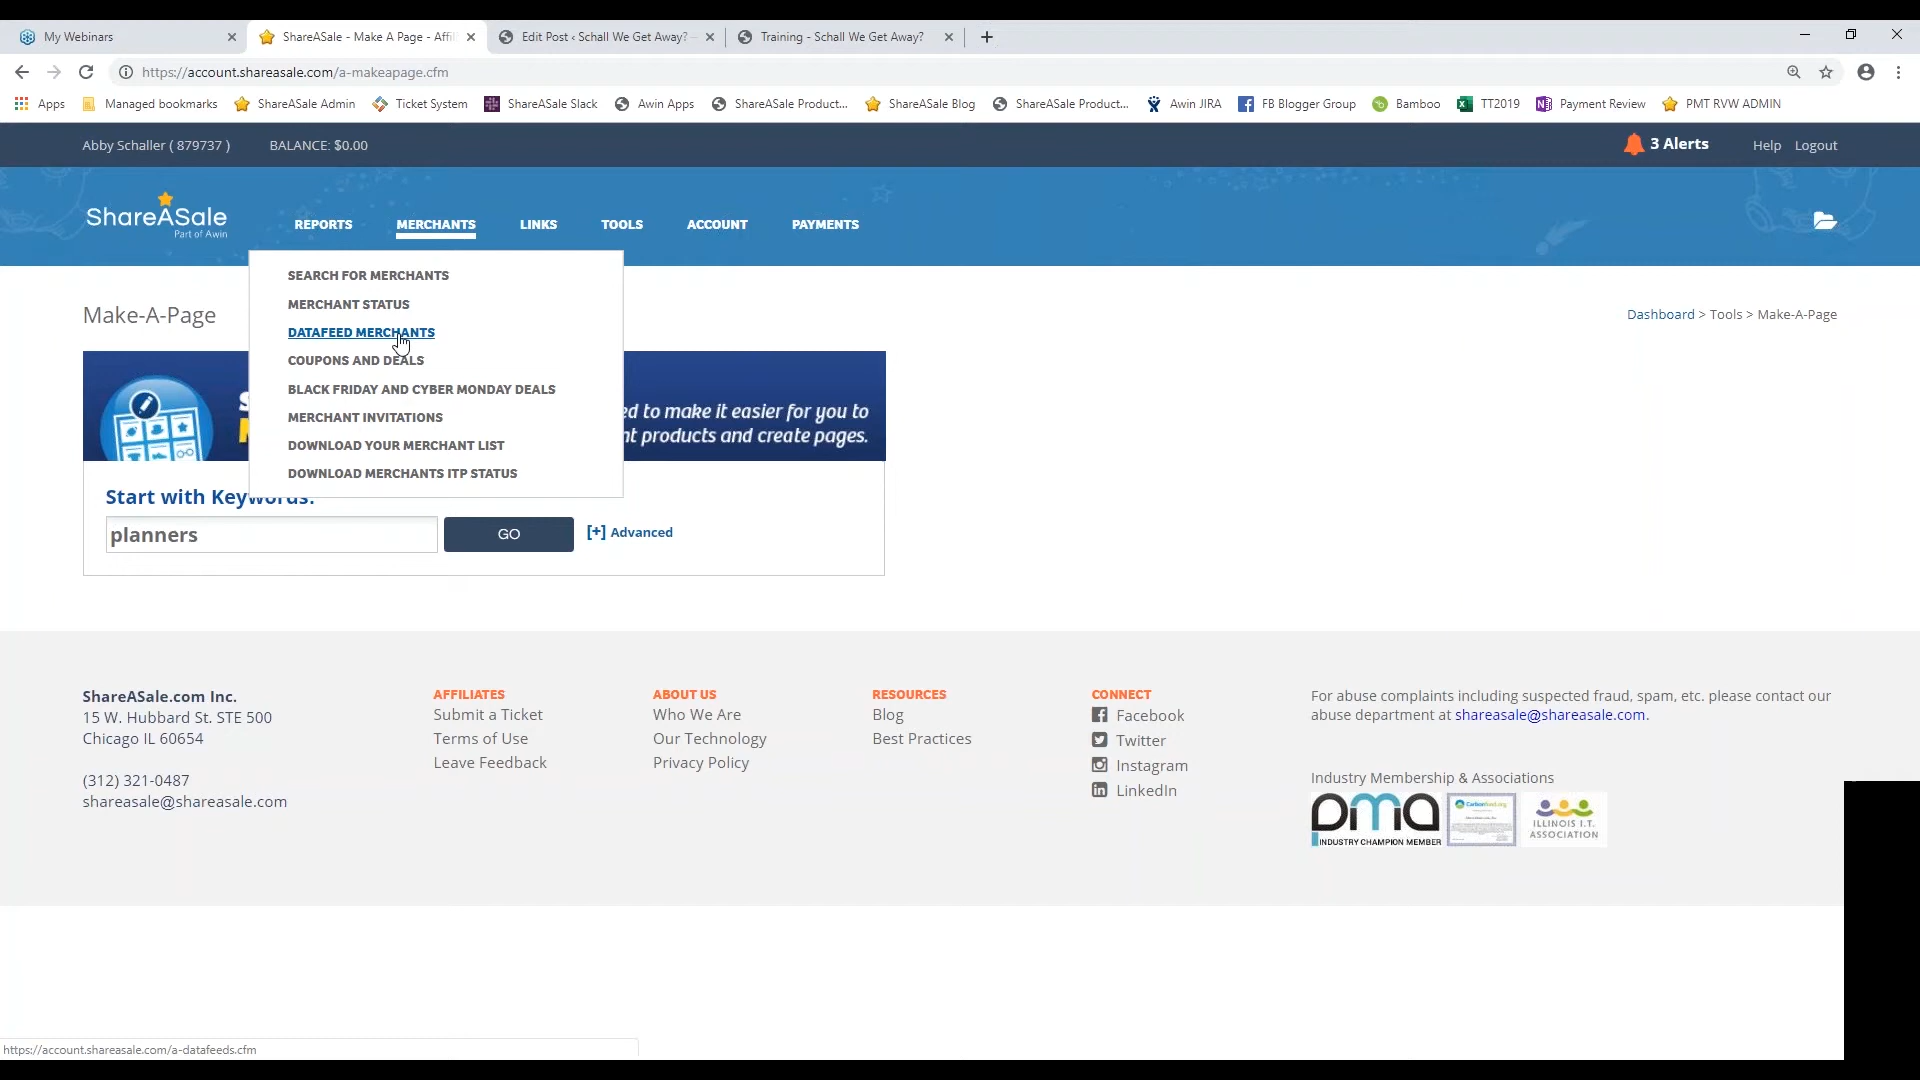 My Webinars
ShareASale - Make A Page - Affil
Edit Post ‹ Schall We Get Away? —
Training - Schall We Get Away?
https://account.shareasale.com/a-makeapage.cfm
Apps
Managed bookmarks
ShareASale Admin
Ticket System
ShareASale Slack
Awin Apps
ShareASale Product...
ShareASale Blog
ShareASale Product...
Awin JIRA
FB Blogger Group
Bamboo
TT2019
Payment Review
PMT RVW ADMIN
Abby Schaller ( 879737 )
BALANCE: $0.00
3 Alerts
Help
Logout
ShareASale
Part of Awin
REPORTS
MERCHANTS
LINKS
TOOLS
ACCOUNT
PAYMENTS
SEARCH FOR MERCHANTS
MERCHANT STATUS
DATAFEED MERCHANTS
COUPONS AND DEALS
BLACK FRIDAY AND CYBER MONDAY DEALS
MERCHANT INVITATIONS
DOWNLOAD YOUR MERCHANT LIST
DOWNLOAD MERCHANTS ITP STATUS
Make-A-Page
Dashboard > Tools > Make-A-Page
ed to make it easier for you to
nt products and create pages.
Start with Keywords:
planners
GO
[+] Advanced
ShareASale.com Inc.
15 W. Hubbard St. STE 500
Chicago IL 60654
(312) 321-0487
shareasale@shareasale.com
AFFILIATES
Submit a Ticket
Terms of Use
Leave Feedback
ABOUT US
Who We Are
Our Technology
Privacy Policy
RESOURCES
Blog
Best Practices
CONNECT
Facebook
Twitter
Instagram
LinkedIn
For abuse complaints including suspected fraud, spam, etc. please contact our
abuse department at shareasale@shareasale.com.
Industry Membership & Associations
DMA
INDUSTRY CHAMPION MEMBER
ILLINOIS I.T.
ASSOCIATION
https://account.shareasale.com/a-datafeeds.cfm